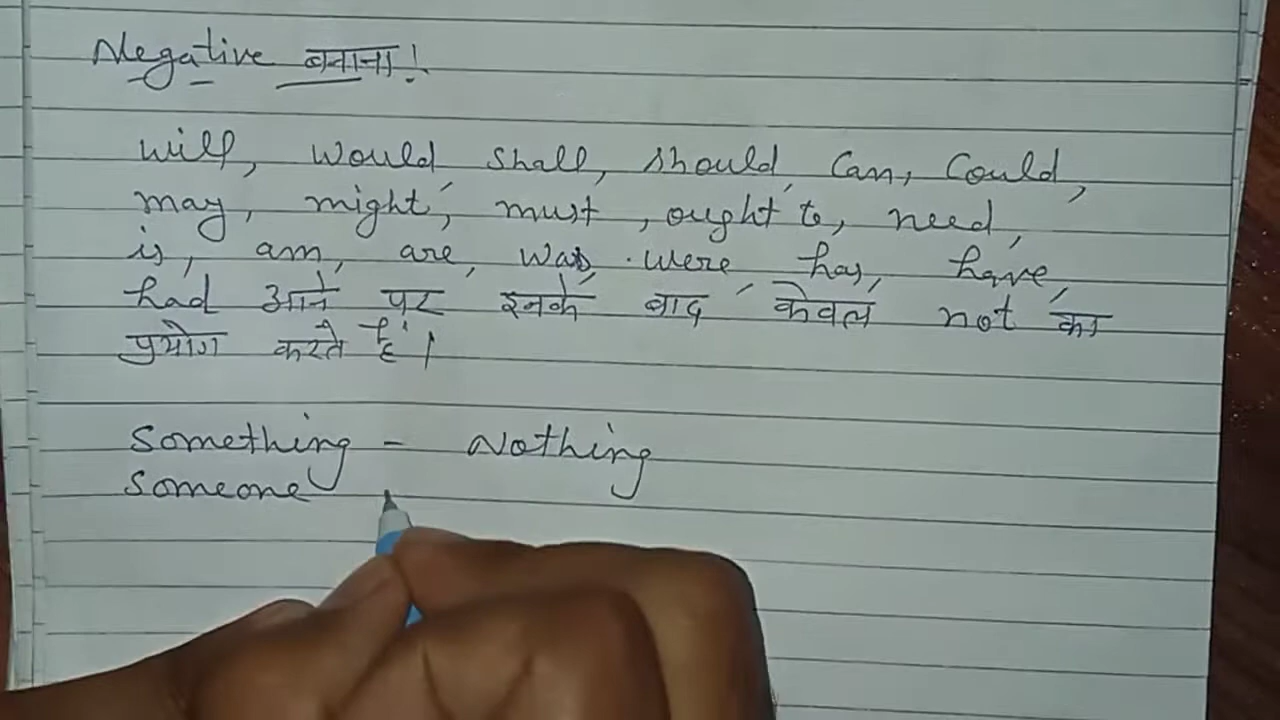 Negative बनाना!
will, would shall, should, can, could,
may, might, must, ought to, need,
is, am, are, was, were, has, have,
had आने पर इनके बाद केवल not का
प्रयोग करते हैं।
Something - Nothing
Someone